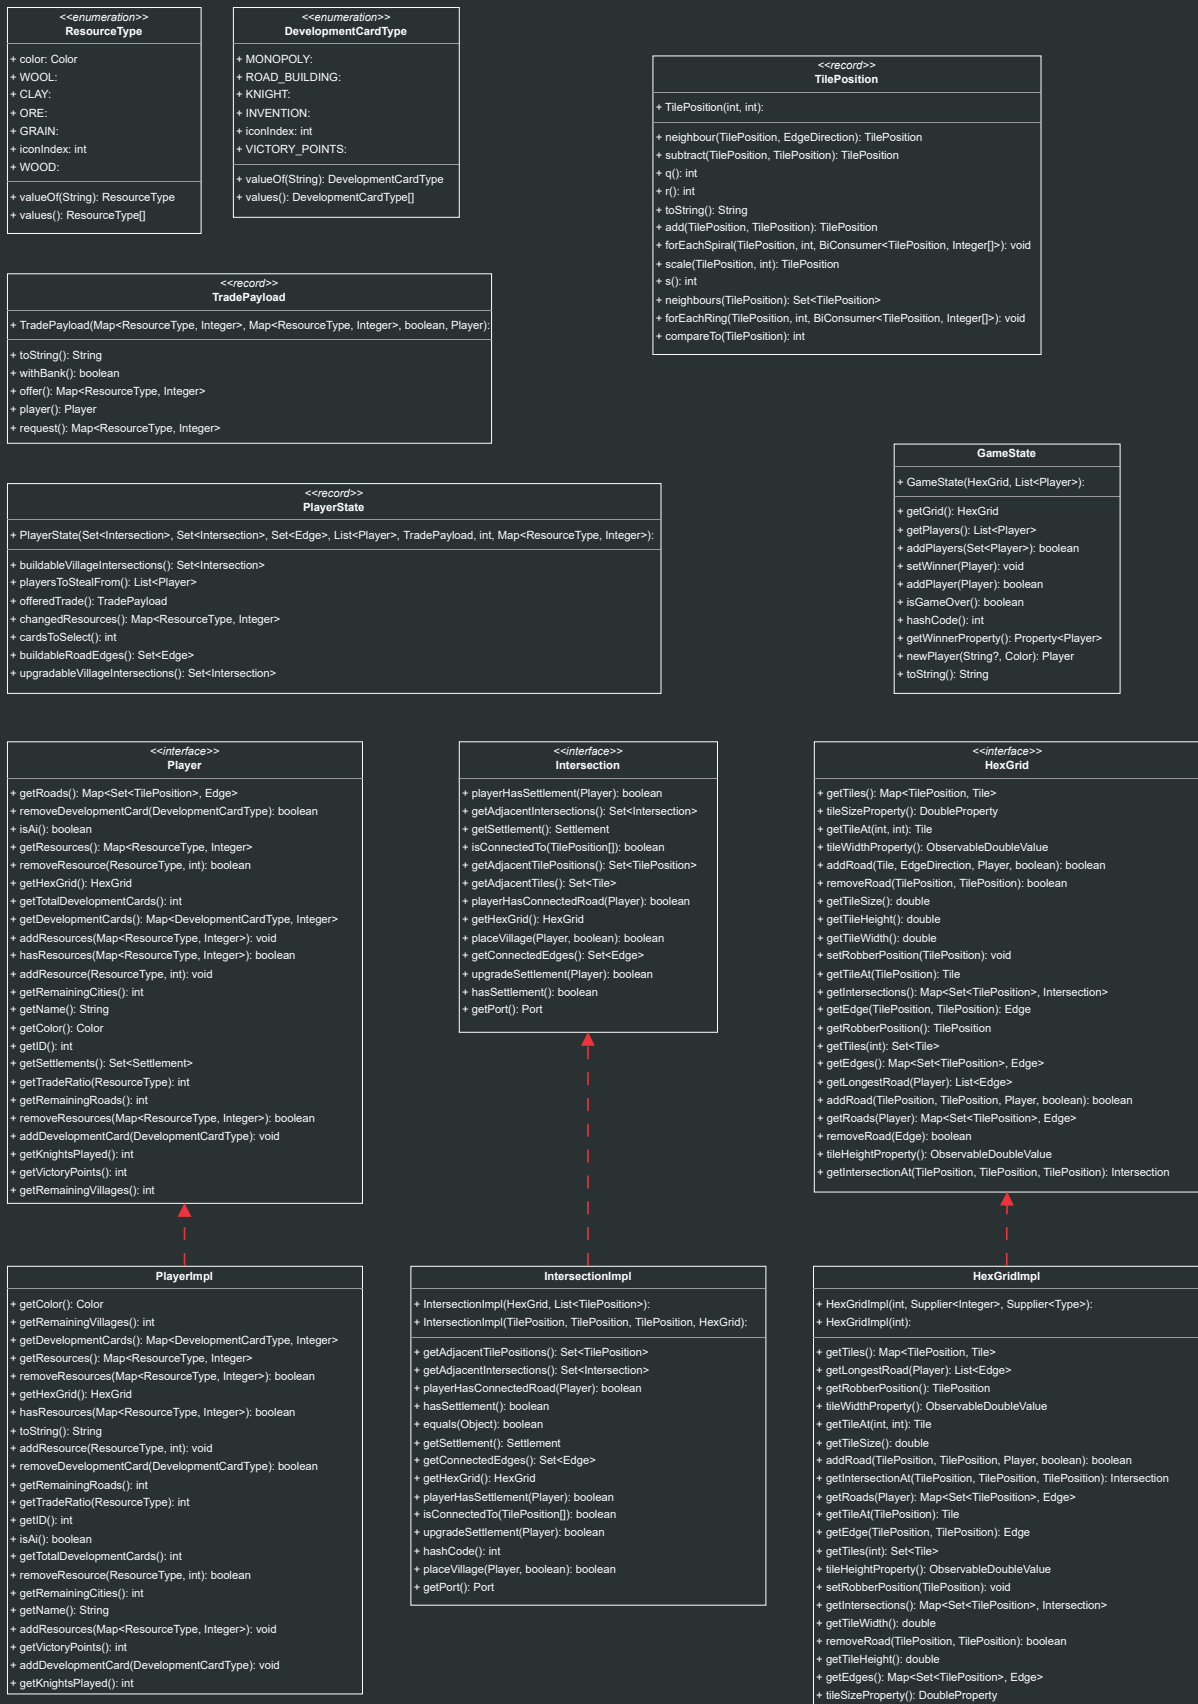 <<enumeration>>
ResourceType
+ color: Color
+ WOOL:
+ CLAY:
+ ORE:
+ GRAIN:
+ iconIndex: int
+ WOOD:
+ valueOf(String): ResourceType
+ values(): ResourceType[]
<<enumeration>>
DevelopmentCardType
+ MONOPOLY:
+ ROAD_BUILDING:
+ KNIGHT:
+ INVENTION:
+ iconIndex: int
+ VICTORY_POINTS:
+ valueOf(String): DevelopmentCardType
+ values(): DevelopmentCardType[]
<<record>>
TilePosition
+ TilePosition(int, int):
+ neighbour(TilePosition, EdgeDirection): TilePosition
+ subtract(TilePosition, TilePosition): TilePosition
+ q(): int
+ r(): int
+ toString(): String
+ add(TilePosition, TilePosition): TilePosition
+ forEachSpiral(TilePosition, int, BiConsumer<TilePosition, Integer[]>): void
+ scale(TilePosition, int): TilePosition
+ s(): int
+ neighbours(TilePosition): Set<TilePosition>
+ forEachRing(TilePosition, int, BiConsumer<TilePosition, Integer[]>): void
+ compareTo(TilePosition): int
<<record>>
TradePayload
+ TradePayload(Map<ResourceType, Integer>, Map<ResourceType, Integer>, boolean, Player):
+ toString(): String
+ withBank(): boolean
+ offer(): Map<ResourceType, Integer>
+ player(): Player
+ request(): Map<ResourceType, Integer>
GameState
+ GameState(HexGrid, List<Player>):
+ getGrid(): HexGrid
+ getPlayers(): List<Player>
+ addPlayers(Set<Player>): boolean
+ setWinner(Player): void
+ addPlayer(Player): boolean
+ isGameOver(): boolean
+ hashCode(): int
+ getWinnerProperty(): Property<Player>
+ newPlayer(String?, Color): Player
+ toString(): String
<<record>>
PlayerState
+ PlayerState(Set<Intersection>, Set<Intersection>, Set<Edge>, List<Player>, TradePayload, int, Map<ResourceType, Integer>):
+ buildableVillageIntersections(): Set<Intersection>
+ playersToStealFrom(): List<Player>
+ offeredTrade(): TradePayload
+ changedResources(): Map<ResourceType, Integer>
+ cardsToSelect(): int
+ buildableRoadEdges(): Set<Edge>
+ upgradableVillageIntersections(): Set<Intersection>
<<interface>>
Player
+ getRoads(): Map<Set<TilePosition>, Edge>
+ removeDevelopmentCard(DevelopmentCardType): boolean
+ isAi(): boolean
+ getResources(): Map<ResourceType, Integer>
+ removeResource(ResourceType, int): boolean
+ getHexGrid(): HexGrid
+ getTotalDevelopmentCards(): int
+ getDevelopmentCards(): Map<DevelopmentCardType, Integer>
+ addResources(Map<ResourceType, Integer>): void
+ hasResources(Map<ResourceType, Integer>): boolean
+ addResource(ResourceType, int): void
+ getRemainingCities(): int
+ getName(): String
+ getColor(): Color
+ getID(): int
+ getSettlements(): Set<Settlement>
+ getTradeRatio(ResourceType): int
+ getRemainingRoads(): int
+ removeResources(Map<ResourceType, Integer>): boolean
+ addDevelopmentCard(DevelopmentCardType): void
+ getKnightsPlayed(): int
+ getVictoryPoints(): int
+ getRemainingVillages(): int
<<interface>>
Intersection
+ playerHasSettlement(Player): boolean
+ getAdjacentIntersections(): Set<Intersection>
+ getSettlement(): Settlement
+ isConnectedTo(TilePosition[]): boolean
+ getAdjacentTilePositions(): Set<TilePosition>
+ getAdjacentTiles(): Set<Tile>
+ playerHasConnectedRoad(Player): boolean
+ getHexGrid(): HexGrid
+ placeVillage(Player, boolean): boolean
+ getConnectedEdges(): Set<Edge>
+ upgradeSettlement(Player): boolean
+ hasSettlement(): boolean
+ getPort(): Port
<<interface>>
HexGrid
+ getTiles(): Map<TilePosition, Tile>
+ tileSizeProperty(): DoubleProperty
+ getTileAt(int, int): Tile
+ tileWidthProperty(): ObservableDoubleValue
+ addRoad(Tile, EdgeDirection, Player, boolean): boolean
+ removeRoad(TilePosition, TilePosition): boolean
+ getTileSize(): double
+ getTileHeight(): double
+ getTileWidth(): double
+ setRobberPosition(TilePosition): void
+ getTileAt(TilePosition): Tile
+ getIntersections(): Map<Set<TilePosition>, Intersection>
+ getEdge(TilePosition, TilePosition): Edge
+ getRobberPosition(): TilePosition
+ getTiles(int): Set<Tile>
+ getEdges(): Map<Set<TilePosition>, Edge>
+ getLongestRoad(Player): List<Edge>
+ addRoad(TilePosition, TilePosition, Player, boolean): boolean
+ getRoads(Player): Map<Set<TilePosition>, Edge>
+ removeRoad(Edge): boolean
+ tileHeightProperty(): ObservableDoubleValue
+ getIntersectionAt(TilePosition, TilePosition, TilePosition): Intersection
PlayerImpl
+ getColor(): Color
+ getRemainingVillages(): int
+ getDevelopmentCards(): Map<DevelopmentCardType, Integer>
+ getResources(): Map<ResourceType, Integer>
+ removeResources(Map<ResourceType, Integer>): boolean
+ getHexGrid(): HexGrid
+ hasResources(Map<ResourceType, Integer>): boolean
+ toString(): String
+ addResource(ResourceType, int): void
+ removeDevelopmentCard(DevelopmentCardType): boolean
+ getRemainingRoads(): int
+ getTradeRatio(ResourceType): int
+ getID(): int
+ isAi(): boolean
+ getTotalDevelopmentCards(): int
+ removeResource(ResourceType, int): boolean
+ getRemainingCities(): int
+ getName(): String
+ addResources(Map<ResourceType, Integer>): void
+ getVictoryPoints(): int
+ addDevelopmentCard(DevelopmentCardType): void
+ getKnightsPlayed(): int
IntersectionImpl
+ IntersectionImpl(HexGrid, List<TilePosition>):
+ IntersectionImpl(TilePosition, TilePosition, TilePosition, HexGrid):
+ getAdjacentTilePositions(): Set<TilePosition>
+ getAdjacentIntersections(): Set<Intersection>
+ playerHasConnectedRoad(Player): boolean
+ hasSettlement(): boolean
+ equals(Object): boolean
+ getSettlement(): Settlement
+ getConnectedEdges(): Set<Edge>
+ getHexGrid(): HexGrid
+ playerHasSettlement(Player): boolean
+ isConnectedTo(TilePosition[]): boolean
+ upgradeSettlement(Player): boolean
+ hashCode(): int
+ placeVillage(Player, boolean): boolean
+ getPort(): Port
HexGridImpl
+ HexGridImpl(int, Supplier<Integer>, Supplier<Type>):
+ HexGridImpl(int):
+ getTiles(): Map<TilePosition, Tile>
+ getLongestRoad(Player): List<Edge>
+ getRobberPosition(): TilePosition
+ tileWidthProperty(): ObservableDoubleValue
+ getTileAt(int, int): Tile
+ getTileSize(): double
+ addRoad(TilePosition, TilePosition, Player, boolean): boolean
+ getIntersectionAt(TilePosition, TilePosition, TilePosition): Intersection
+ getRoads(Player): Map<Set<TilePosition>, Edge>
+ getTileAt(TilePosition): Tile
+ getEdge(TilePosition, TilePosition): Edge
+ getTiles(int): Set<Tile>
+ tileHeightProperty(): ObservableDoubleValue
+ setRobberPosition(TilePosition): void
+ getIntersections(): Map<Set<TilePosition>, Intersection>
+ getTileWidth(): double
+ removeRoad(TilePosition, TilePosition): boolean
+ getTileHeight(): double
+ getEdges(): Map<Set<TilePosition>, Edge>
+ tileSizeProperty(): DoubleProperty